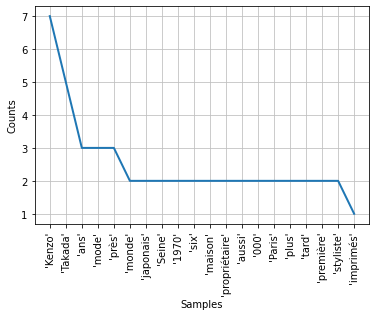 7
6
5
4
3
2
1
Counts
'Kenzo'
'Takada'
'ans'
'mode'
'près'
'monde'
'japonais'
'Seine'
'1970'
'six'
'maison'
'propriétaire'
'aussi'
'000'
'Paris'
'plus'
'tard'
'première'
'styliste'
'imprimés'
Samples